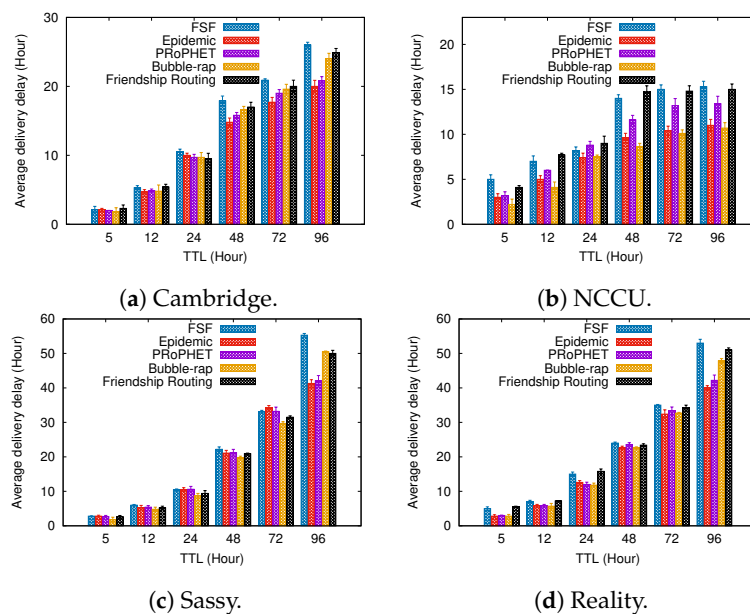 30
20
10
0
Average delivery delay (Hour)
FSF
Epidemic
PRoPHET
Bubble-rap
Friendship Routing
5 12 24 48 72 96
TTL (Hour)
(a) Cambridge.
25
20
15
10
5
0
Average delivery delay (Hour)
FSF
Epidemic
PRoPHET
Bubble-rap
Friendship Routing
5 12 24 48 72 96
TTL (Hour)
(b) NCCU.
60
50
40
30
20
10
0
Average delivery delay (Hour)
FSF
Epidemic
PRoPHET
Bubble-rap
Friendship Routing
5 12 24 48 72 96
TTL (Hour)
(c) Sassy.
60
50
40
30
20
10
0
Average delivery delay (Hour)
FSF
Epidemic
PRoPHET
Bubble-rap
Friendship Routing
5 12 24 48 72 96
TTL (Hour)
(d) Reality.